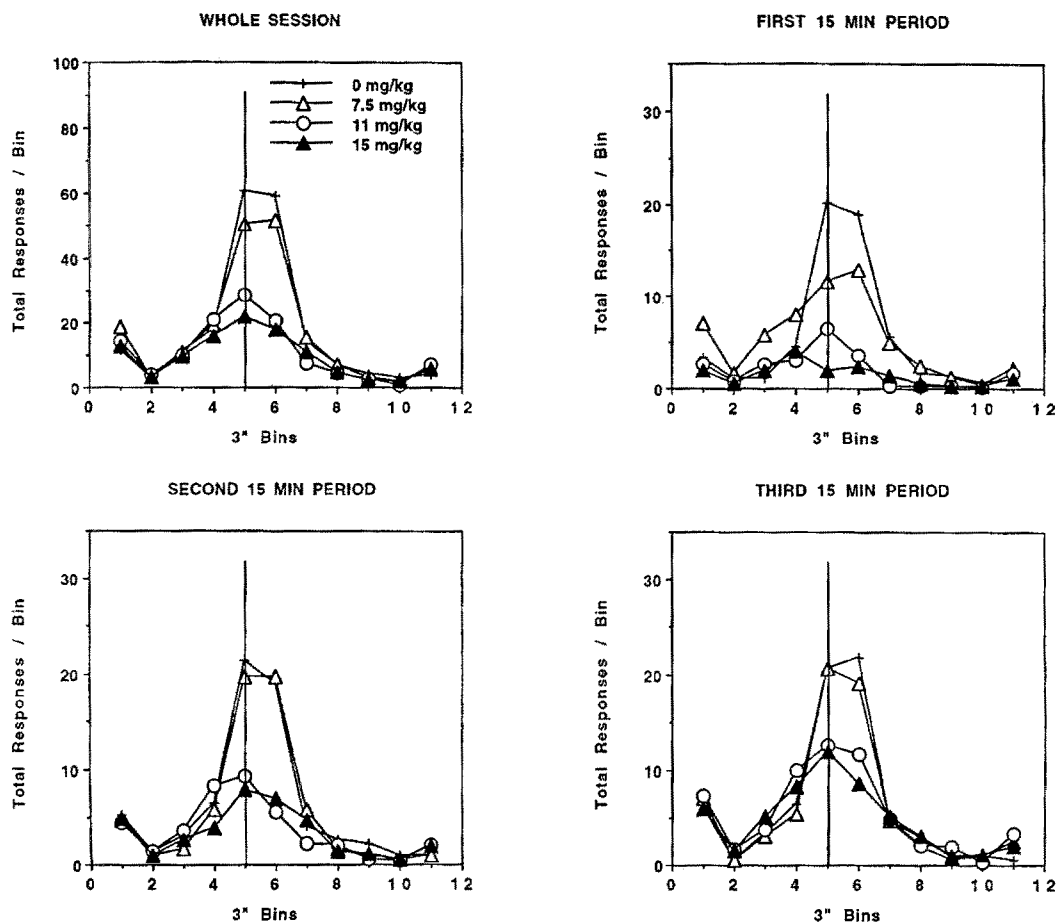 WHOLE SESSION
100
80
60
40
20
0
0 2 4 6 8 10 12
Total Responses / Bin
3" Bins
0 mg/kg
7.5 mg/kg
11 mg/kg
15 mg/kg
FIRST 15 MIN PERIOD
30
20
10
0
0 2 4 6 8 10 12
Total Responses / Bin
3" Bins
SECOND 15 MIN PERIOD
30
20
10
0
0 2 4 6 8 10 12
Total Responses / Bin
3" Bins
THIRD 15 MIN PERIOD
30
20
10
0
0 2 4 6 8 10 12
Total Responses / Bin
3" Bins